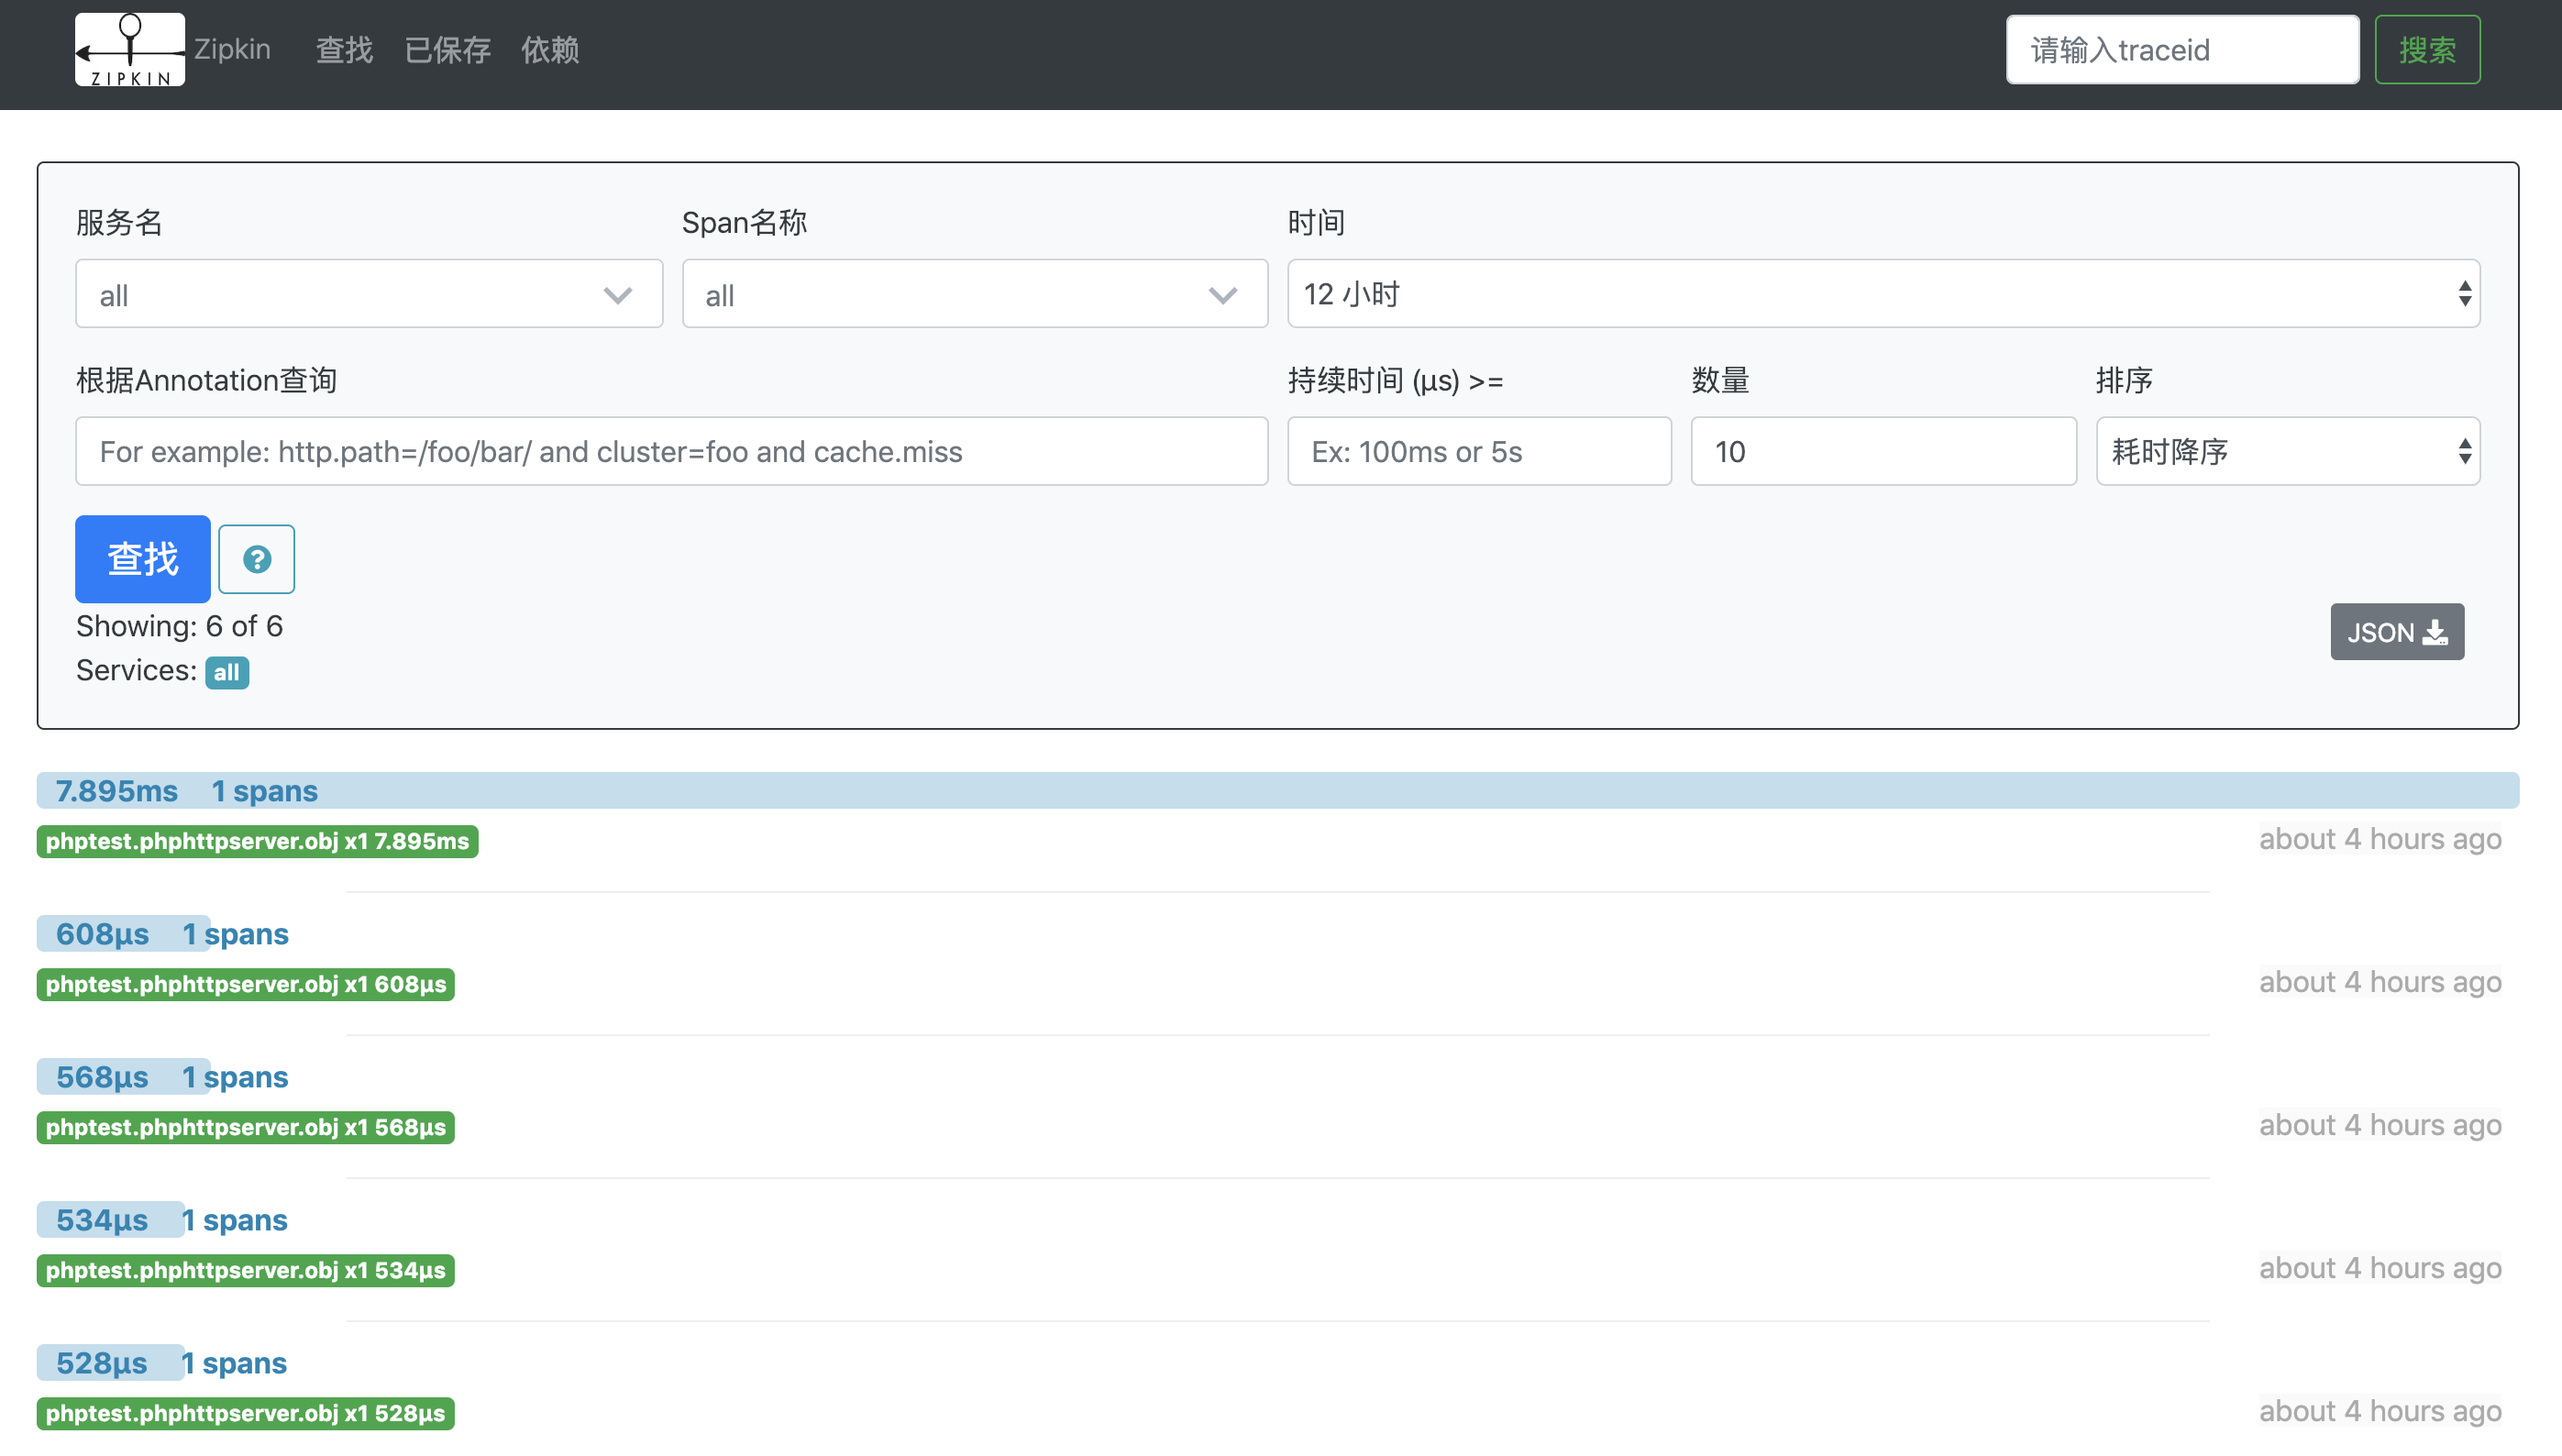 ZIPKIN Zipkin 查找 已保存 依赖 请输入traceid 搜索
服务名 Span名称 时间
all all 12 小时
根据Annotation查询 持续时间 (μs) >= 数量 排序
For example: http.path=/foo/bar/ and cluster=foo and cache.miss Ex: 100ms or 5s 10 耗时降序
查找 ?
Showing: 6 of 6 JSON
Services: all
7.895ms 1 spans
phptest.phphttpserver.obj x1 7.895ms about 4 hours ago
608μs 1 spans
phptest.phphttpserver.obj x1 608μs about 4 hours ago
568μs 1 spans
phptest.phphttpserver.obj x1 568μs about 4 hours ago
534μs 1 spans
phptest.phphttpserver.obj x1 534μs about 4 hours ago
528μs 1 spans
phptest.phphttpserver.obj x1 528μs about 4 hours ago